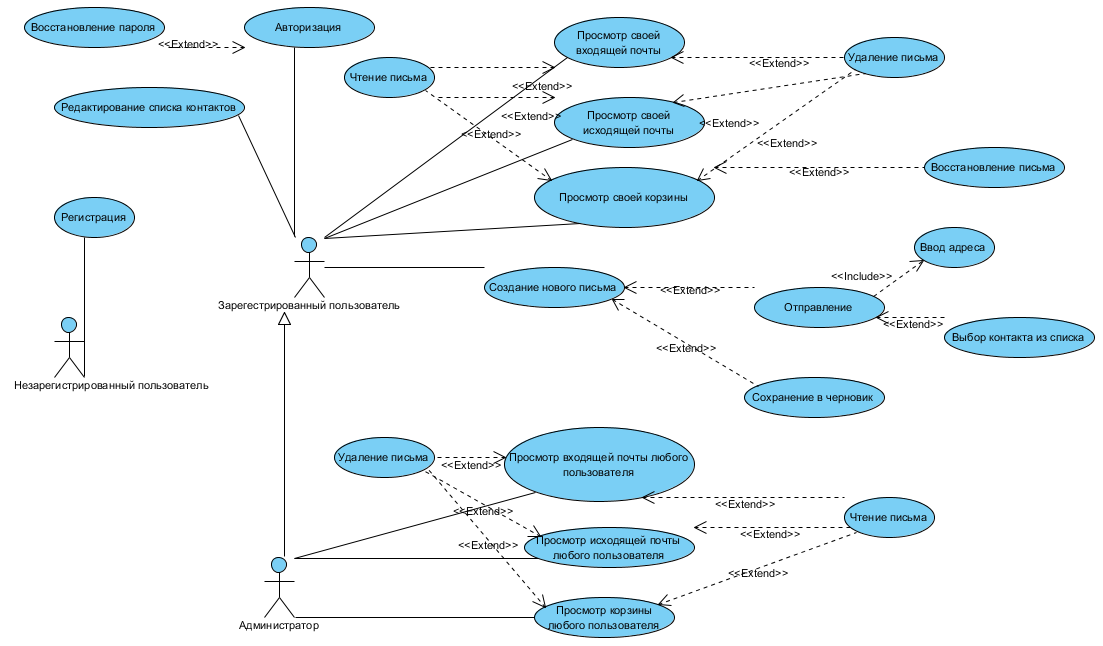 Восстановление пароля
<<Extend>>
Авторизация
Просмотр своей
входящей почты
Удаление письма
<<Extend>>
Чтение письма
<<Extend>>
Редактирование списка контактов
<<Extend>>
Просмотр своей
исходящей почты
<<Extend>>
<<Extend>>
<<Extend>>
Восстановление письма
<<Extend>>
Просмотр своей корзины
Регистрация
Ввод адреса
<<Include>>
Зарегестрированный пользователь
Создание нового письма
<<Extend>>
Отправление
<<Extend>>
Выбор контакта из списка
<<Extend>>
Незарегистрированный пользователь
Сохранение в черновик
Удаление письма
<<Extend>>
Просмотр входящей почты любого
пользователя
<<Extend>>
<<Extend>>
Чтение письма
<<Extend>>
Просмотр исходящей почты
любого пользователя
<<Extend>>
<<Extend>>
Просмотр корзины
любого пользователя
Администратор